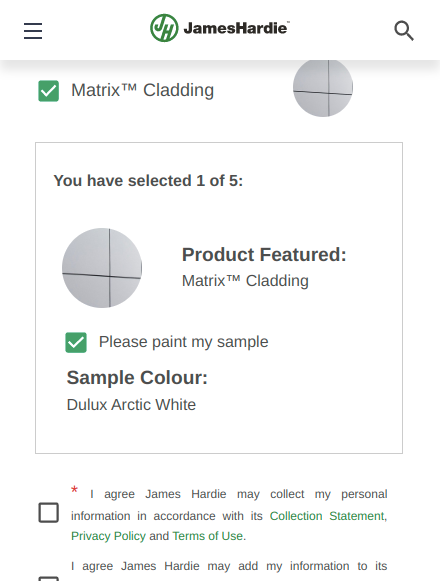 JamesHardie™
Matrix™ Cladding
You have selected 1 of 5:
Product Featured:
Matrix™ Cladding
Please paint my sample
Sample Colour:
Dulux Arctic White
* I agree James Hardie may collect my personal
information in accordance with its Collection Statement,
Privacy Policy and Terms of Use.
I agree James Hardie may add my information to its